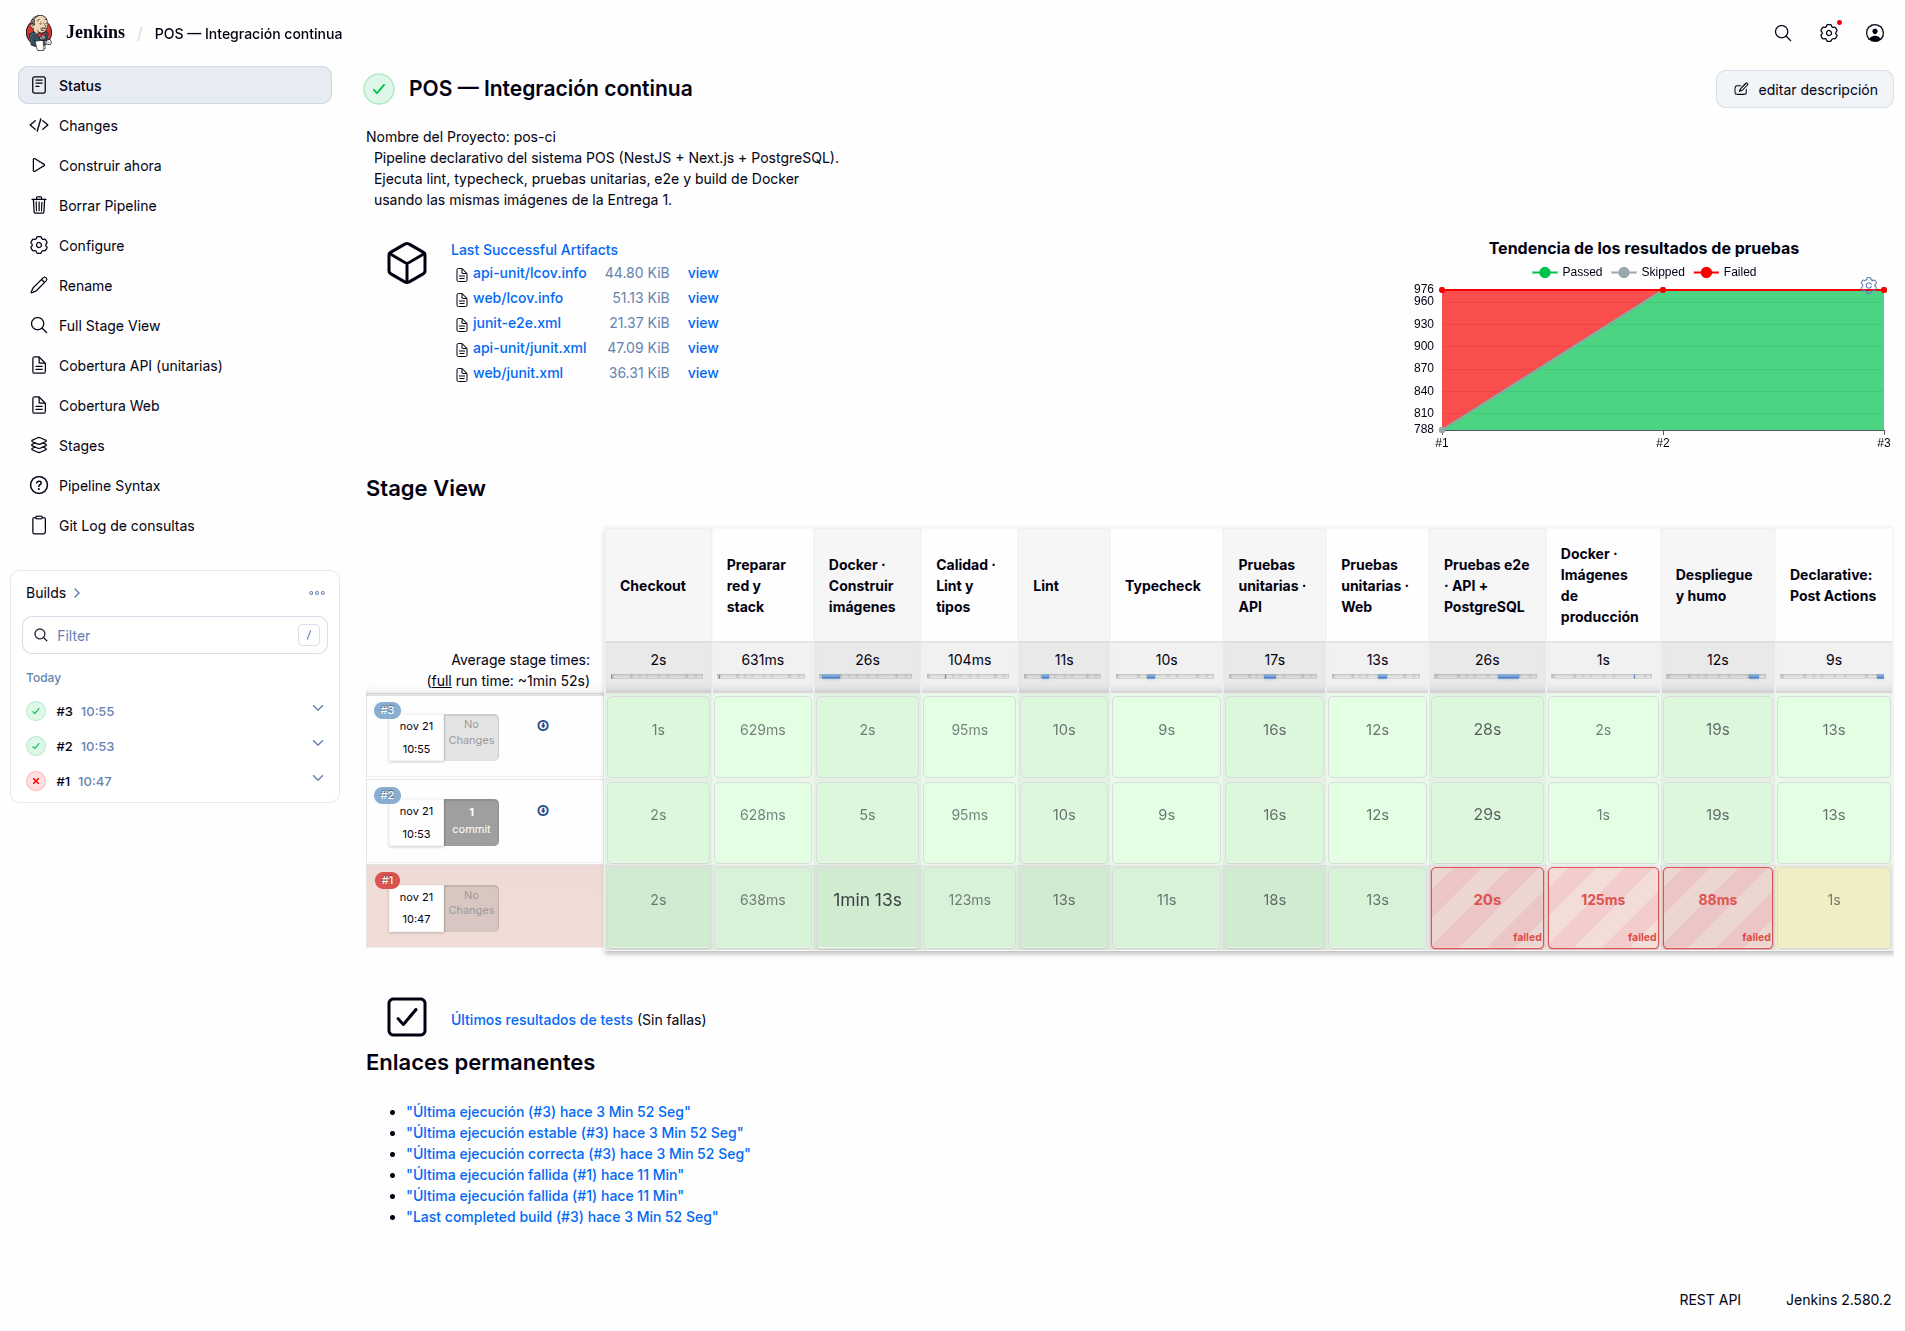 Jenkins / POS — Integración continua
Status
Changes
Construir ahora
Borrar Pipeline
Configure
Rename
Full Stage View
Cobertura API (unitarias)
Cobertura Web
Stages
Pipeline Syntax
Git Log de consultas
Builds
Filter /
Today
#3 10:55
#2 10:53
#1 10:47
POS — Integración continua
editar descripción
Nombre del Proyecto: pos-ci
Pipeline declarativo del sistema POS (NestJS + Next.js + PostgreSQL).
Ejecuta lint, typecheck, pruebas unitarias, e2e y build de Docker
usando las mismas imágenes de la Entrega 1.
Last Successful Artifacts
api-unit/lcov.info 44.80 KiB view
web/lcov.info 51.13 KiB view
junit-e2e.xml 21.37 KiB view
api-unit/junit.xml 47.09 KiB view
web/junit.xml 36.31 KiB view
Tendencia de los resultados de pruebas
Passed Skipped Failed
976
960
930
900
870
840
810
788
#1 #2 #3
Stage View
Checkout
Preparar
red y
stack
Docker ·
Construir
imágenes
Calidad ·
Lint y
tipos
Lint
Typecheck
Pruebas
unitarias ·
API
Pruebas
unitarias ·
Web
Pruebas e2e
· API +
PostgreSQL
Docker ·
Imágenes
de
producción
Despliegue
y humo
Declarative:
Post Actions
Average stage times:
(full run time: ~1min 52s)
2s 631ms 26s 104ms 11s 10s 17s 13s 26s 1s 12s 9s
#3
nov 21
10:55
No
Changes
1s 629ms 2s 95ms 10s 9s 16s 12s 28s 2s 19s 13s
#2
nov 21
10:53
1
commit
2s 628ms 5s 95ms 10s 9s 16s 12s 29s 1s 19s 13s
#1
nov 21
10:47
No
Changes
2s 638ms 1min 13s 123ms 13s 11s 18s 13s 20s 125ms 88ms 1s
failed failed failed
Últimos resultados de tests (Sin fallas)
Enlaces permanentes
"Última ejecución (#3) hace 3 Min 52 Seg"
"Última ejecución estable (#3) hace 3 Min 52 Seg"
"Última ejecución correcta (#3) hace 3 Min 52 Seg"
"Última ejecución fallida (#1) hace 11 Min"
"Última ejecución fallida (#1) hace 11 Min"
"Last completed build (#3) hace 3 Min 52 Seg"
REST API Jenkins 2.580.2